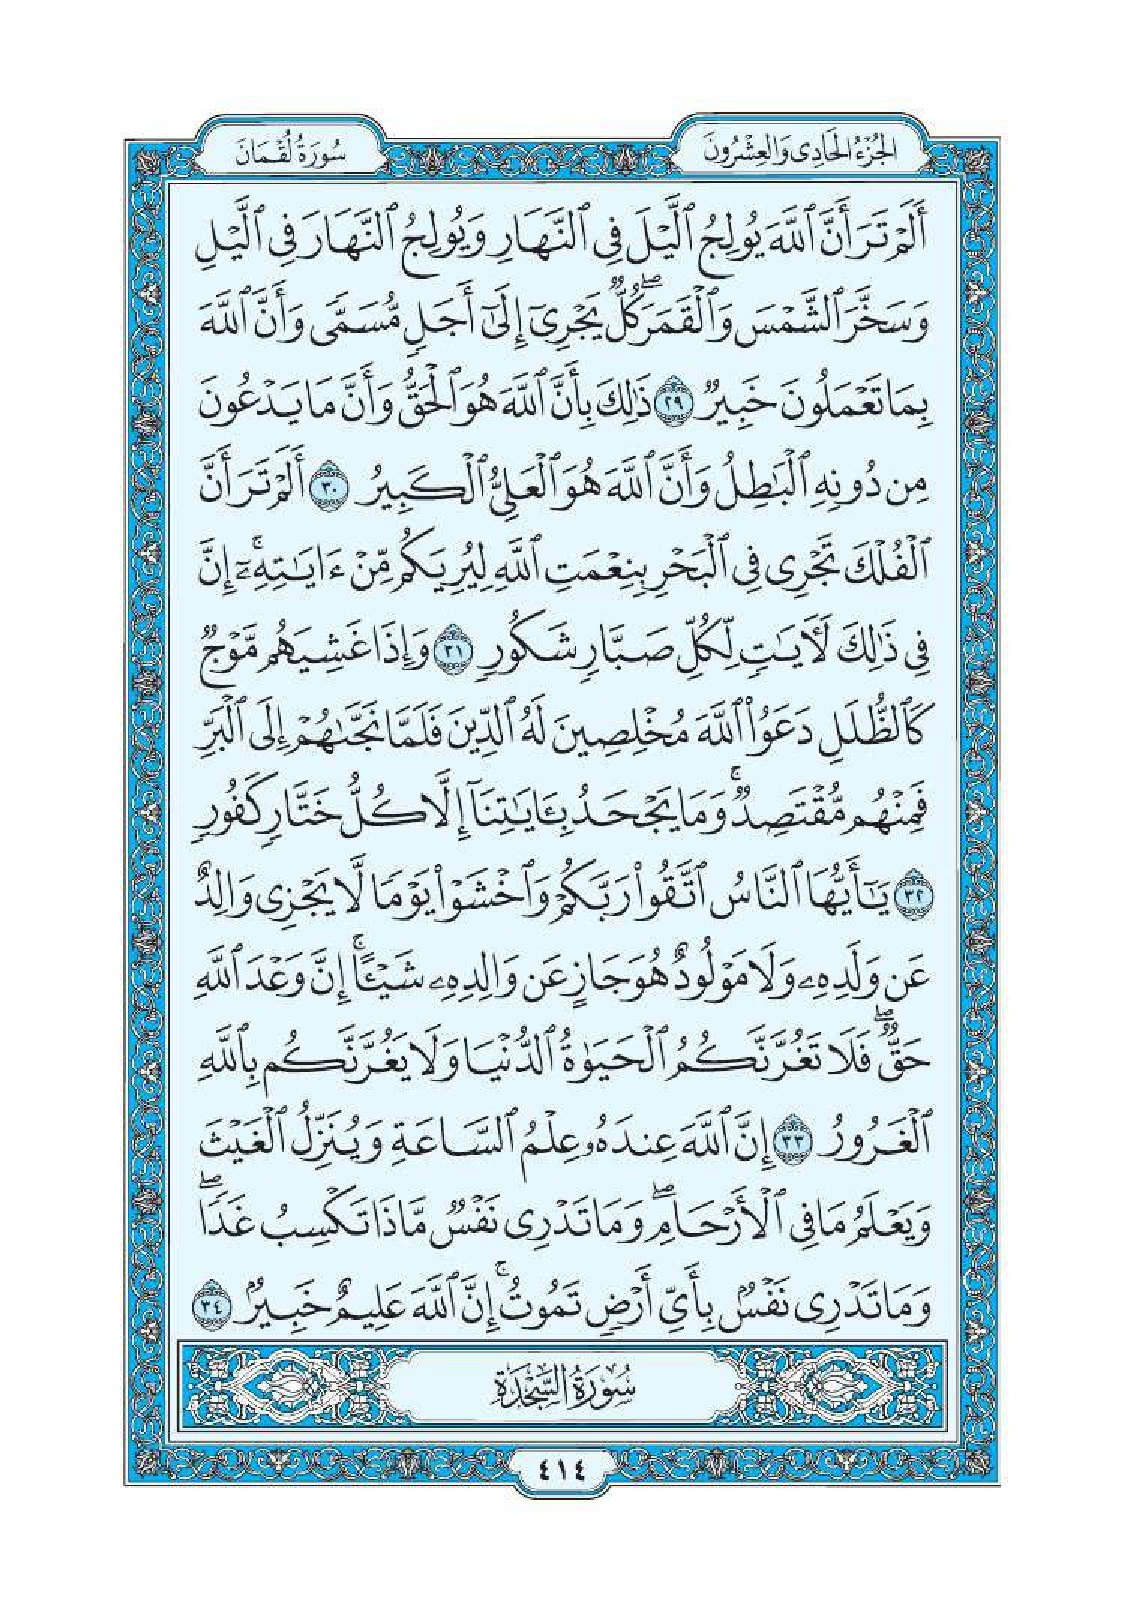 الجُزْءُ الحَادِي وَالعِشْرُونَ
سُورَةُ لُقْمَانَ
أَلَمْ تَرَ أَنَّ ٱللَّهَ يُولِجُ ٱلَّيْلَ فِى ٱلنَّهَارِ وَيُولِجُ ٱلنَّهَارَ فِى ٱلَّيْلِ
وَسَخَّرَ ٱلشَّمْسَ وَٱلْقَمَرَۖ كُلٌّ يَجْرِىٓ إِلَىٰٓ أَجَلٍ مُّسَمًّى وَأَنَّ ٱللَّهَ
بِمَا تَعْمَلُونَ خَبِيرٌ ٢٩ ذَٰلِكَ بِأَنَّ ٱللَّهَ هُوَ ٱلْحَقُّ وَأَنَّ مَا يَدْعُونَ
مِن دُونِهِ ٱلْبَٰطِلُ وَأَنَّ ٱللَّهَ هُوَ ٱلْعَلِىُّ ٱلْكَبِيرُ ٣٠ أَلَمْ تَرَ أَنَّ
ٱلْفُلْكَ تَجْرِى فِى ٱلْبَحْرِ بِنِعْمَتِ ٱللَّهِ لِيُرِيَكُم مِّنْ ءَايَٰتِهِۦٓۚ إِنَّ
فِى ذَٰلِكَ لَءَايَٰتٍ لِّكُلِّ صَبَّارٍ شَكُورٍ ٣١ وَإِذَا غَشِيَهُم مَّوْجٌ
كَٱلظُّلَلِ دَعَوُا۟ ٱللَّهَ مُخْلِصِينَ لَهُ ٱلدِّينَ فَلَمَّا نَجَّىٰهُمْ إِلَى ٱلْبَرِّ
فَمِنْهُم مُّقْتَصِدٌۚ وَمَا يَجْحَدُ بِـَٔايَٰتِنَآ إِلَّا كُلُّ خَتَّارٍ كَفُورٍ
٣٢ يَٰٓأَيُّهَا ٱلنَّاسُ ٱتَّقُوا۟ رَبَّكُمْ وَٱخْشَوْا۟ يَوْمًا لَّا يَجْزِى وَالِدٌ
عَن وَلَدِهِۦ وَلَا مَوْلُودٌ هُوَ جَازٍ عَن وَالِدِهِۦ شَيْـًٔاۚ إِنَّ وَعْدَ ٱللَّهِ
حَقٌّۖ فَلَا تَغُرَّنَّكُمُ ٱلْحَيَوٰةُ ٱلدُّنْيَا وَلَا يَغُرَّنَّكُم بِٱللَّهِ
ٱلْغَرُورُ ٣٣ إِنَّ ٱللَّهَ عِندَهُۥ عِلْمُ ٱلسَّاعَةِ وَيُنَزِّلُ ٱلْغَيْثَ
وَيَعْلَمُ مَا فِى ٱلْأَرْحَامِۖ وَمَا تَدْرِى نَفْسٌ مَّاذَا تَكْسِبُ غَدًاۖ
وَمَا تَدْرِى نَفْسٌۢ بِأَىِّ أَرْضٍ تَمُوتُۚ إِنَّ ٱللَّهَ عَلِيمٌ خَبِيرٌۢ ٣٤
سُورَةُ السَّجْدَةِ
٤١٤